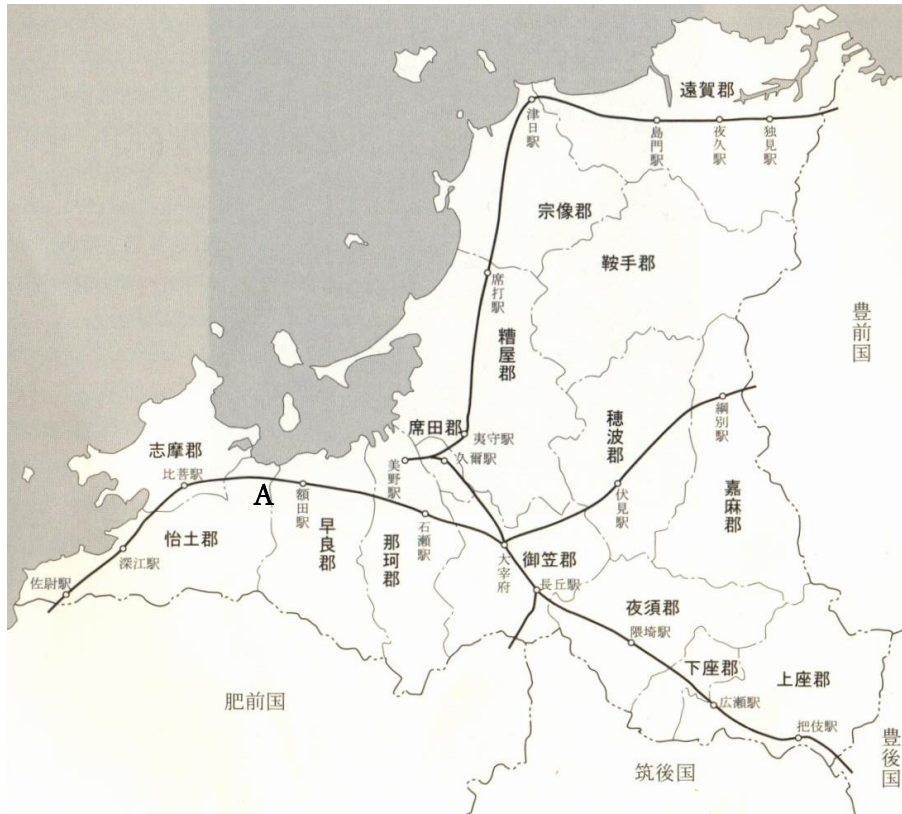 遠賀郡
津日駅
島門駅
夜久駅
独見駅
宗像郡
鞍手郡
席打駅
豊前国
糟屋郡
穂波郡
綱別駅
席田郡
夷守駅
久爾駅
美野駅
志摩郡
比菩駅
A
額田駅
伏見駅
嘉麻郡
石瀬駅
早良郡
那珂郡
怡土郡
深江駅
佐尉駅
大宰府
御笠郡
長丘駅
夜須郡
隈埼駅
下座郡
上座郡
広瀬駅
把伎駅
肥前国
筑後国
豊後国